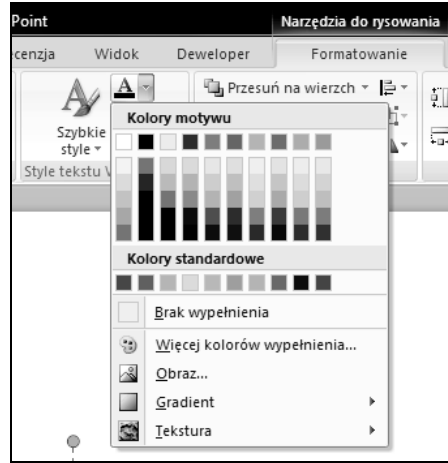 Point
Narzędzia do rysowania
cenzja Widok Deweloper Formatowanie
A A Przesuń na wierzch
Szybkie
style
Style tekstu
Kolory motywu
Kolory standardowe
Brak wypełnienia
Więcej kolorów wypełnienia...
Obraz...
Gradient
Tekstura